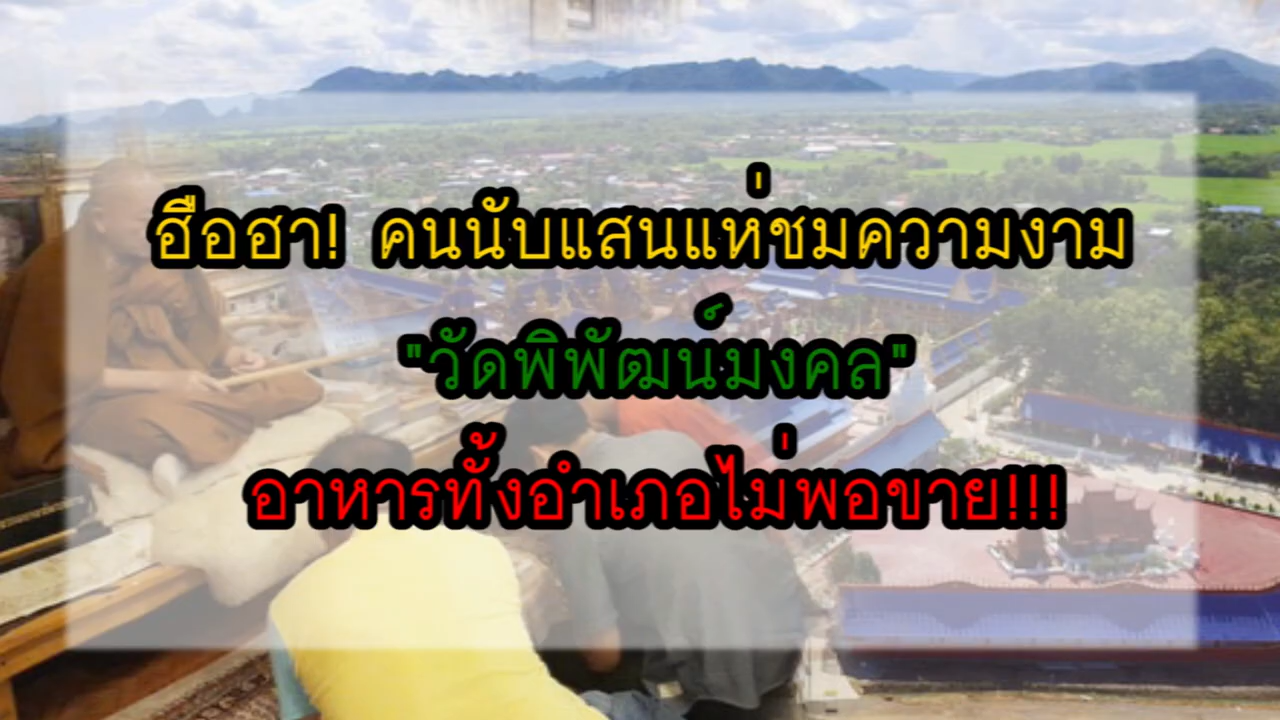 ฮือฮา! คนนับแสนแห่ชมความงาม
"วัดพิพัฒน์มงคล"
อาหารทั้งอำเภอไม่พอขาย!!!